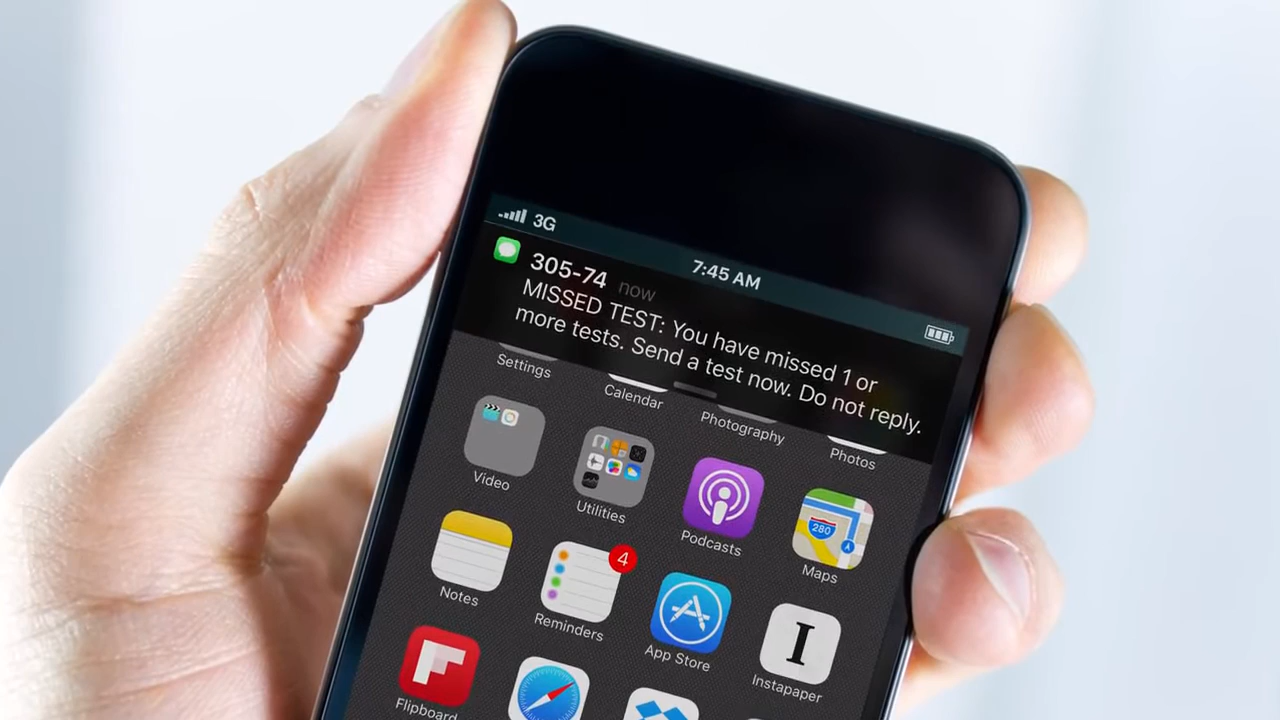 3G
7:45 AM
305-74 now
MISSED TEST: You have missed 1 or
more tests. Send a test now. Do not reply.
Settings
Calendar
Photography
Photos
Video
Utilities
Podcasts
280
Maps
Notes
4
Reminders
App Store
I
Instapaper
Flipboard